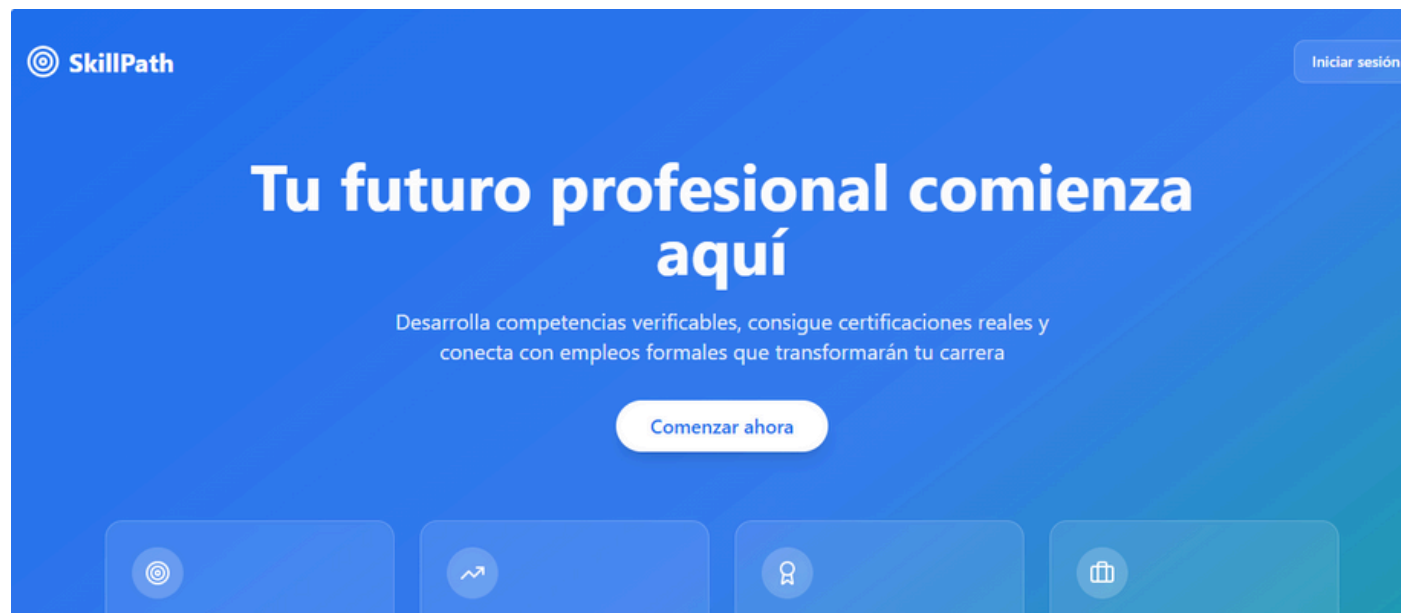 SkillPath
Iniciar sesión
Tu futuro profesional comienza
aquí
Desarrolla competencias verificables, consigue certificaciones reales y
conecta con empleos formales que transformarán tu carrera
Comenzar ahora